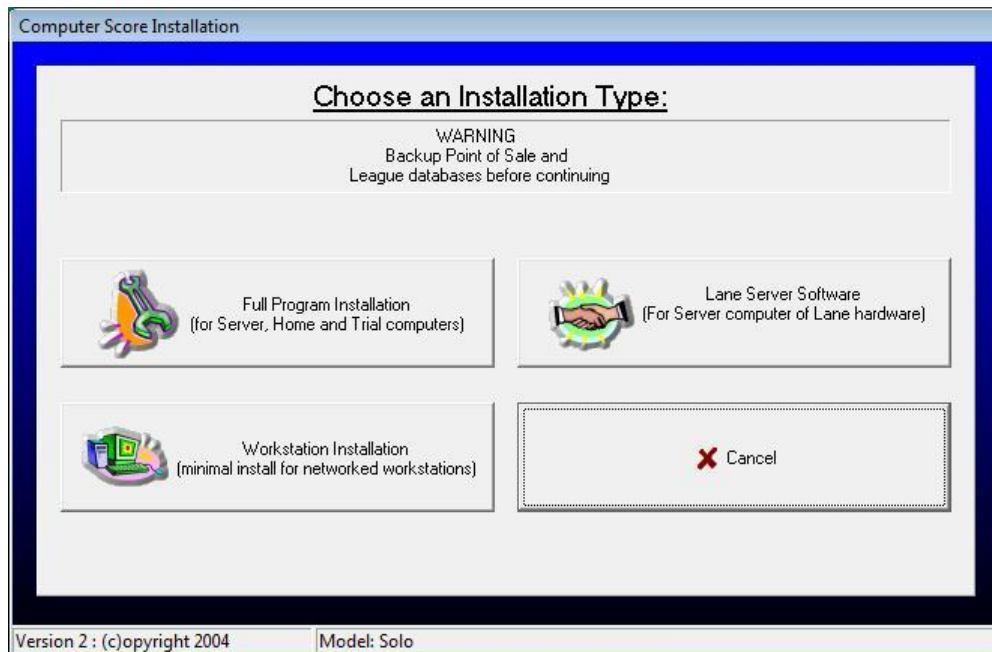 Computer Score Installation
Choose an Installation Type:
WARNING
Backup Point of Sale and
League databases before continuing
Full Program Installation
(for Server, Home and Trial computers)
Lane Server Software
(For Server computer of Lane hardware)
Workstation Installation
(minimal install for networked workstations)
Cancel
Version 2 : (c)opyright 2004
Model: Solo